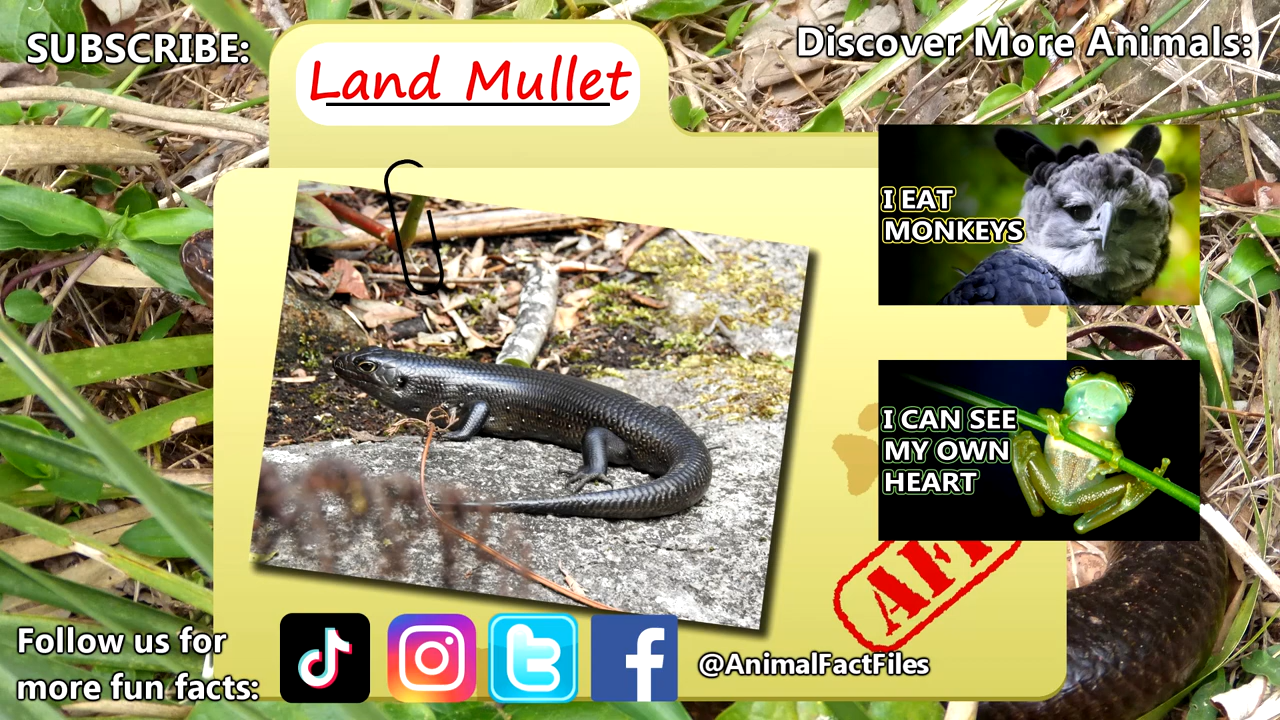 SUBSCRIBE:
Land Mullet
Discover More Animals:
I EAT
MONKEYS
I CAN SEE
MY OWN
HEART
Follow us for
more fun facts:
@AnimalFactFiles